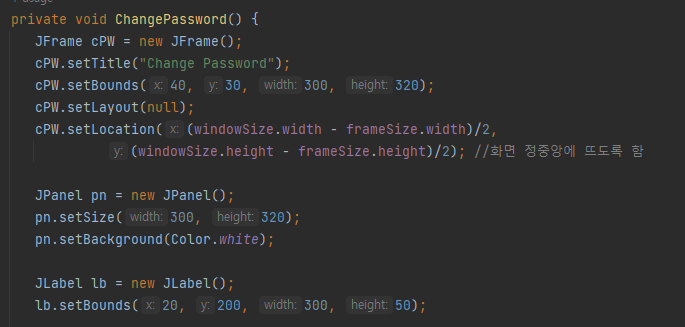 private void ChangePassword() {
JFrame cPW = new JFrame();
cPW.setTitle("Change Password");
cPW.setBounds( x: 40, y: 30, width: 300, height: 320);
cPW.setLayout(null);
cPW.setLocation( x: (windowSize.width - frameSize.width)/2,
y: (windowSize.height - frameSize.height)/2); //화면 정중앙에 뜨도록 함
JPanel pn = new JPanel();
pn.setSize( width: 300, height: 320);
pn.setBackground(Color.white);
JLabel lb = new JLabel();
lb.setBounds( x: 20, y: 200, width: 300, height: 50);